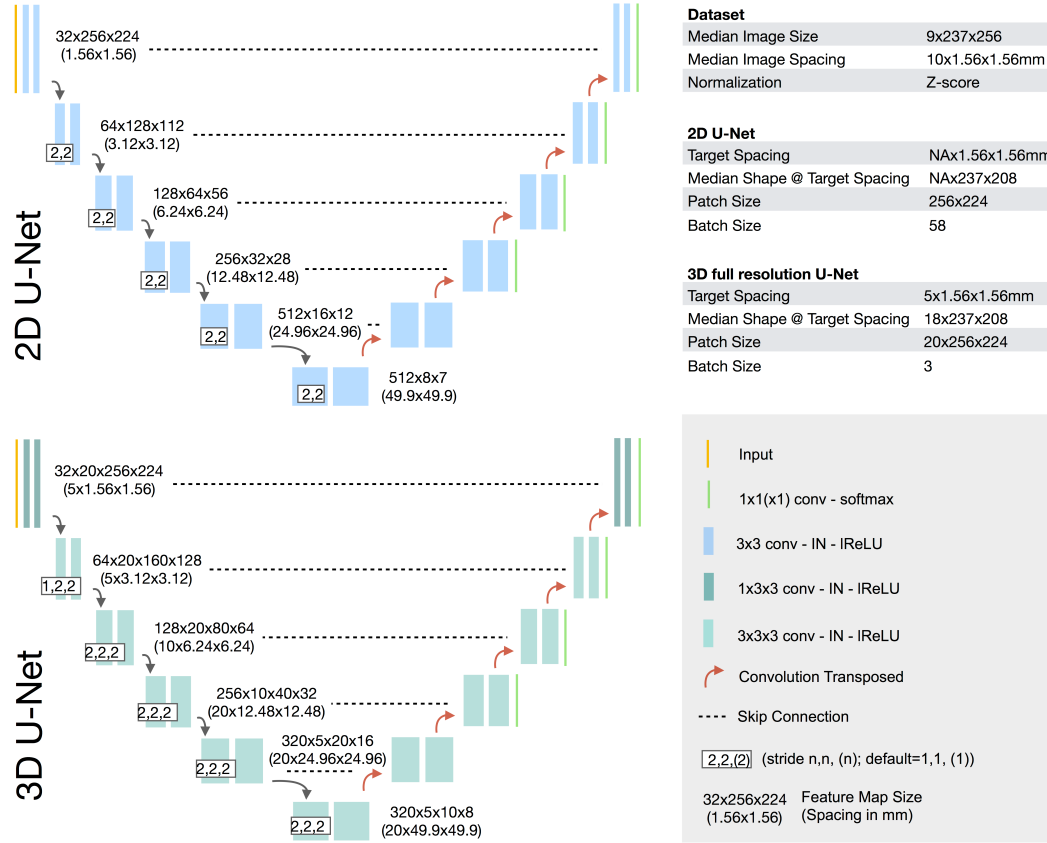 32x256x224
(1.56x1.56)
64x128x112
(3.12x3.12)
2,2
128x64x56
(6.24x6.24)
2,2
256x32x28
(12.48x12.48)
2,2
512x16x12
(24.96x24.96)
2,2
512x8x7
(49.9x49.9)
2,2
2D U-Net
32x20x256x224
(5x1.56x1.56)
64x20x160x128
(5x3.12x3.12)
1,2,2
128x20x80x64
(10x6.24x6.24)
2,2,2
256x10x40x32
(20x12.48x12.48)
2,2,2
320x5x20x16
(20x24.96x24.96)
2,2,2
320x5x10x8
(20x49.9x49.9)
2,2,2
3D U-Net
Dataset
Median Image Size 9x237x256
Median Image Spacing 10x1.56x1.56mm
Normalization Z-score
2D U-Net
Target Spacing NAx1.56x1.56mm
Median Shape @ Target Spacing NAx237x208
Patch Size 256x224
Batch Size 58
3D full resolution U-Net
Target Spacing 5x1.56x1.56mm
Median Shape @ Target Spacing 18x237x208
Patch Size 20x256x224
Batch Size 3
Input
1x1(x1) conv - softmax
3x3 conv - IN - lReLU
1x3x3 conv - IN - lReLU
3x3x3 conv - IN - lReLU
Convolution Transposed
Skip Connection
2,2,(2) (stride n,n, (n); default=1,1, (1))
32x256x224 Feature Map Size
(1.56x1.56) (Spacing in mm)